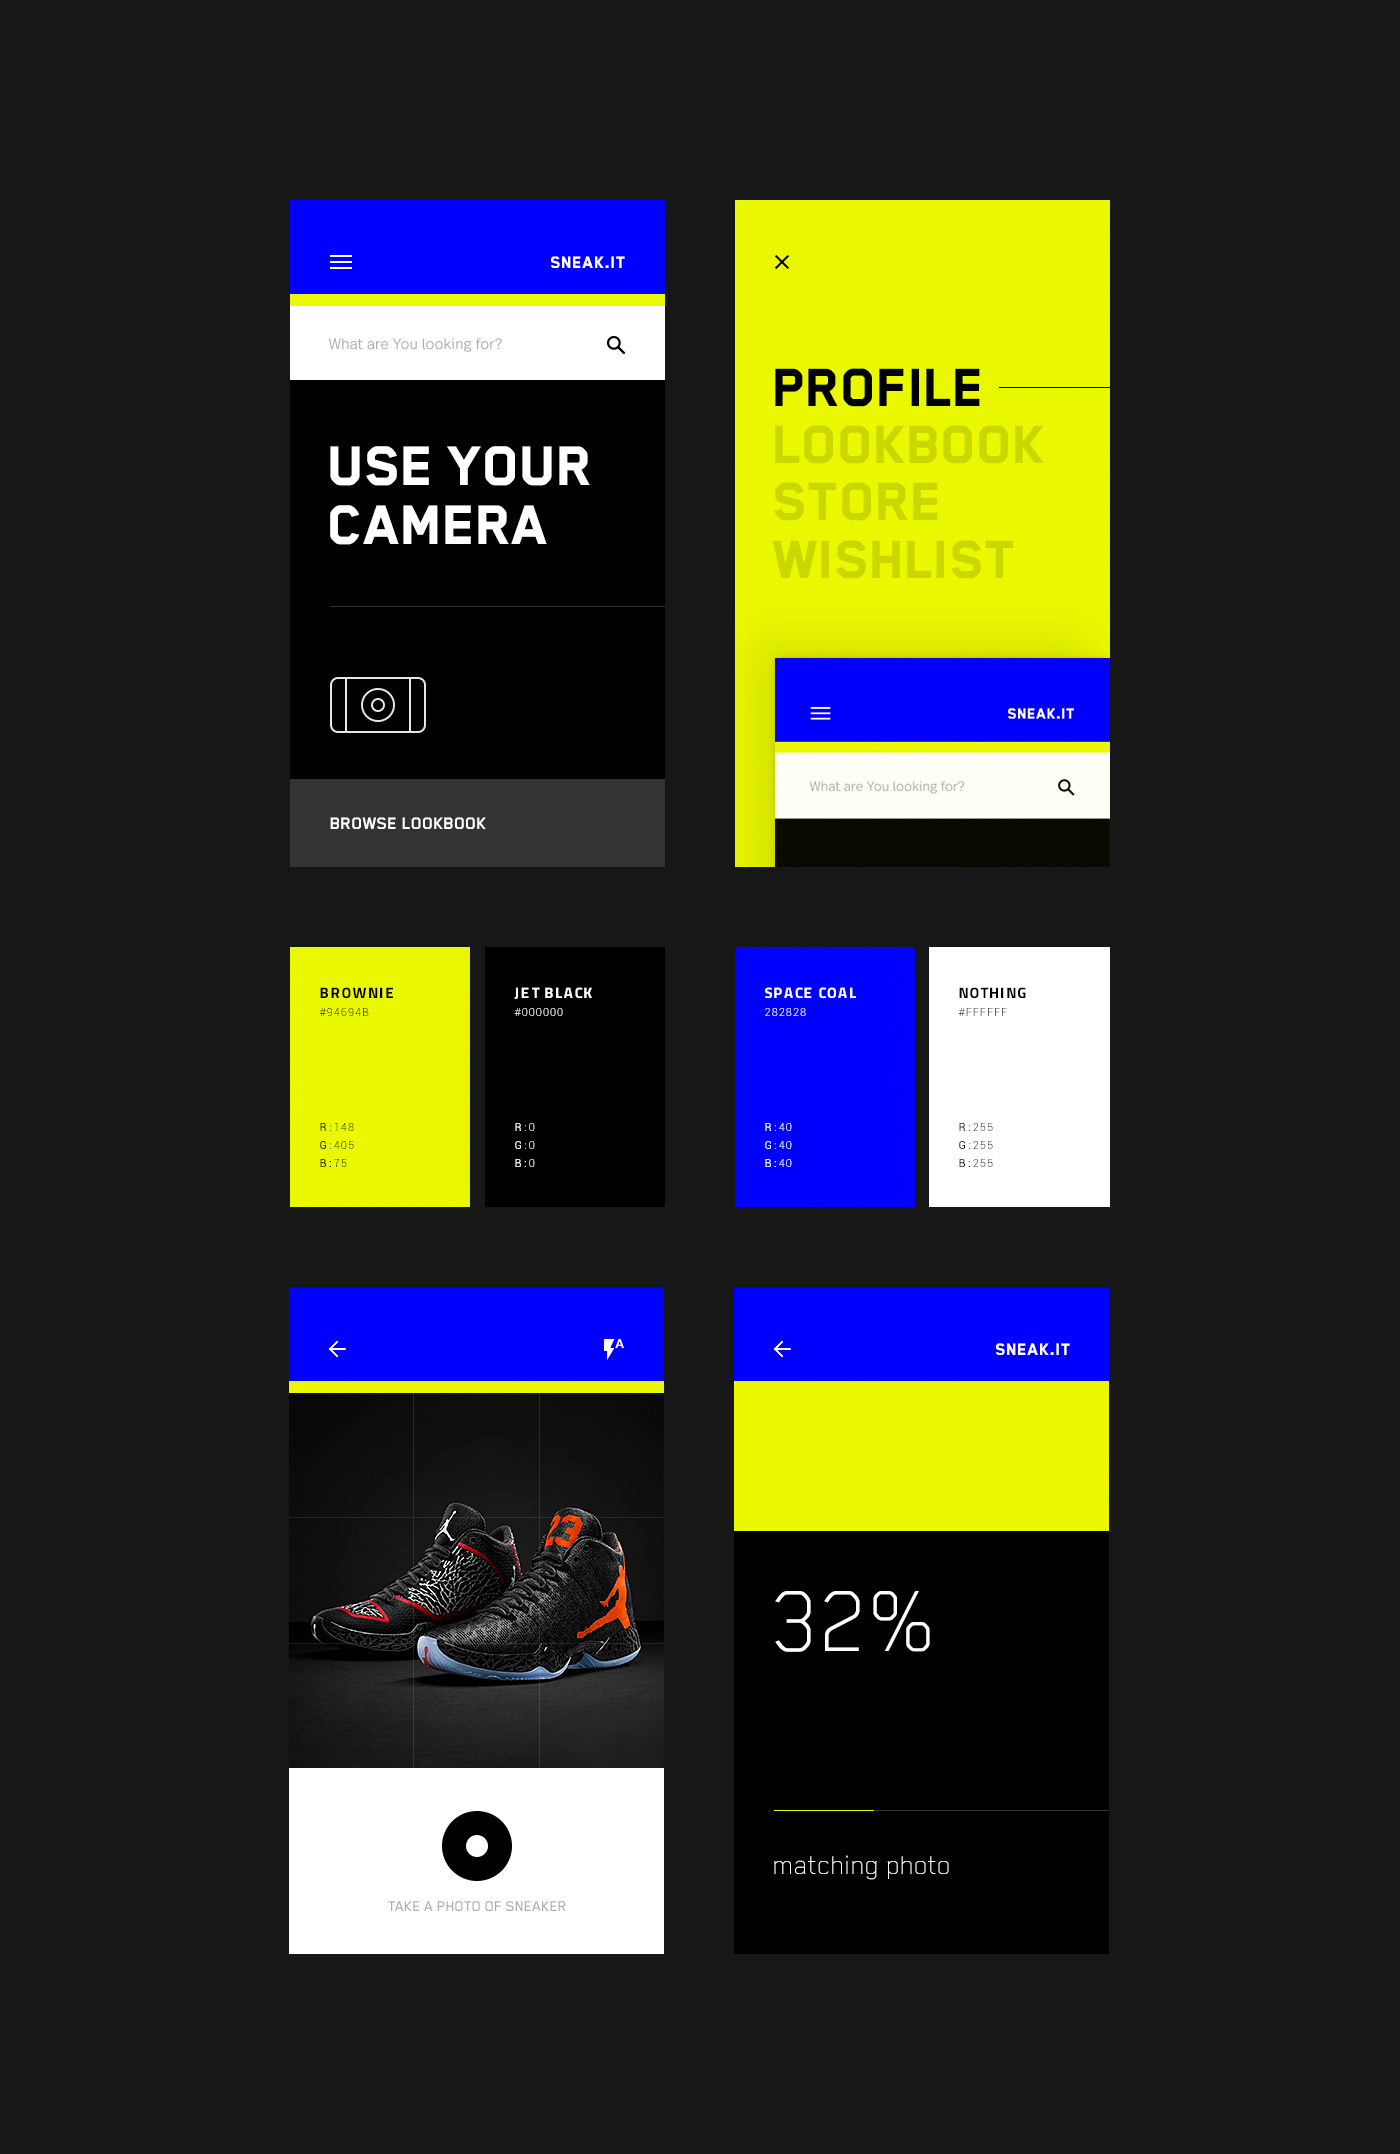 SNEAK.IT
What are You looking for?
USE YOUR
CAMERA
BROWSE LOOKBOOK
PROFILE
LOOKBOOK
STORE
WISHLIST
SNEAK.IT
What are You looking for?
BROWNIE
#94694B
R:148
G:405
B:75
JET BLACK
#000000
R:0
G:0
B:0
SPACE COAL
282828
R:40
G:40
B:40
NOTHING
#FFFFFF
R:255
G:255
B:255
A
23
TAKE A PHOTO OF SNEAKER
SNEAK.IT
32%
matching photo